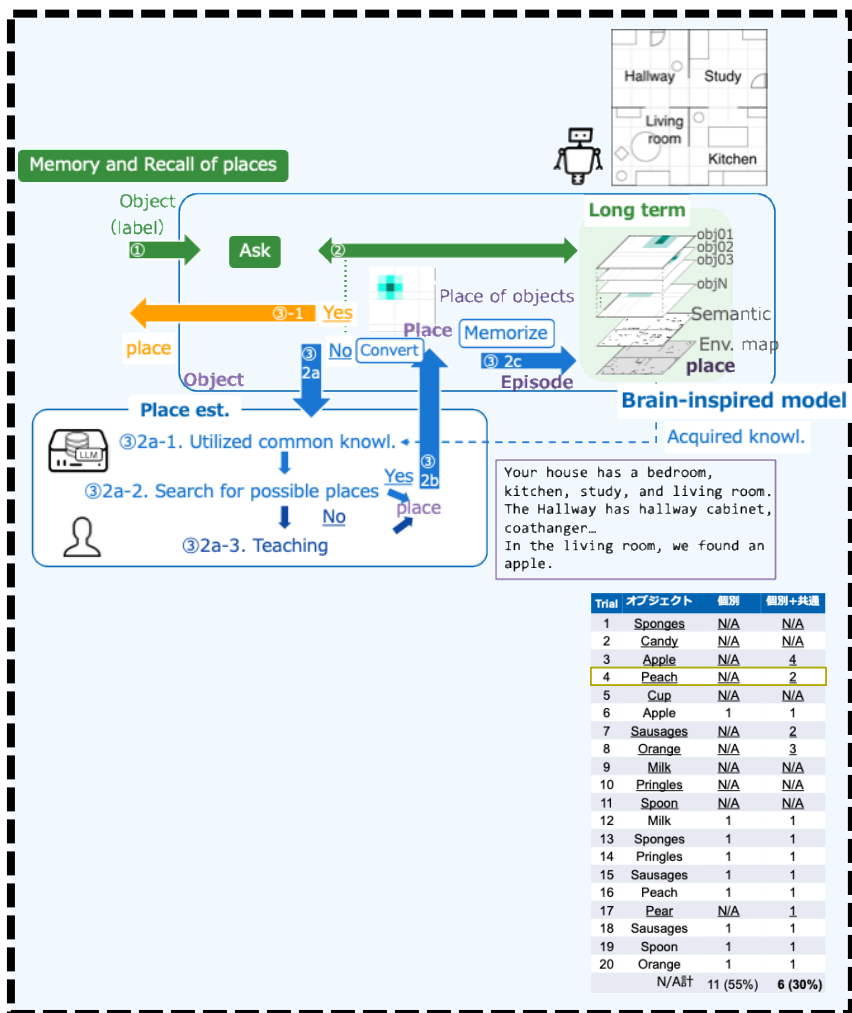 Hallway
Study
Living
room
Kitchen
Memory and Recall of places
Object
(label)
①
Ask
②
Long term
obj01
obj02
obj03
objN
Semantic
Env. map
place
Place of objects
③-1
Yes
place
Place
③
2a
No
Convert
Memorize
③ 2c
Object
Episode
Brain-inspired model
Place est.
③2a-1. Utilized common knowl.
Acquired knowl.
LLM
③2a-2. Search for possible places
Yes
③
2b
place
No
③2a-3. Teaching
Your house has a bedroom,
kitchen, study, and living room.
The Hallway has hallway cabinet,
coathanger…
In the living room, we found an
apple.
Trial オブジェクト 個別 個別+共通
1 Sponges N/A N/A
2 Candy N/A N/A
3 Apple N/A 4
4 Peach N/A 2
5 Cup N/A N/A
6 Apple 1 1
7 Sausages N/A 2
8 Orange N/A 3
9 Milk N/A N/A
10 Pringles N/A N/A
11 Spoon N/A N/A
12 Milk 1 1
13 Sponges 1 1
14 Pringles 1 1
15 Sausages 1 1
16 Peach 1 1
17 Pear N/A 1
18 Sausages 1 1
19 Spoon 1 1
20 Orange 1 1
N/A計† 11 (55%) 6 (30%)